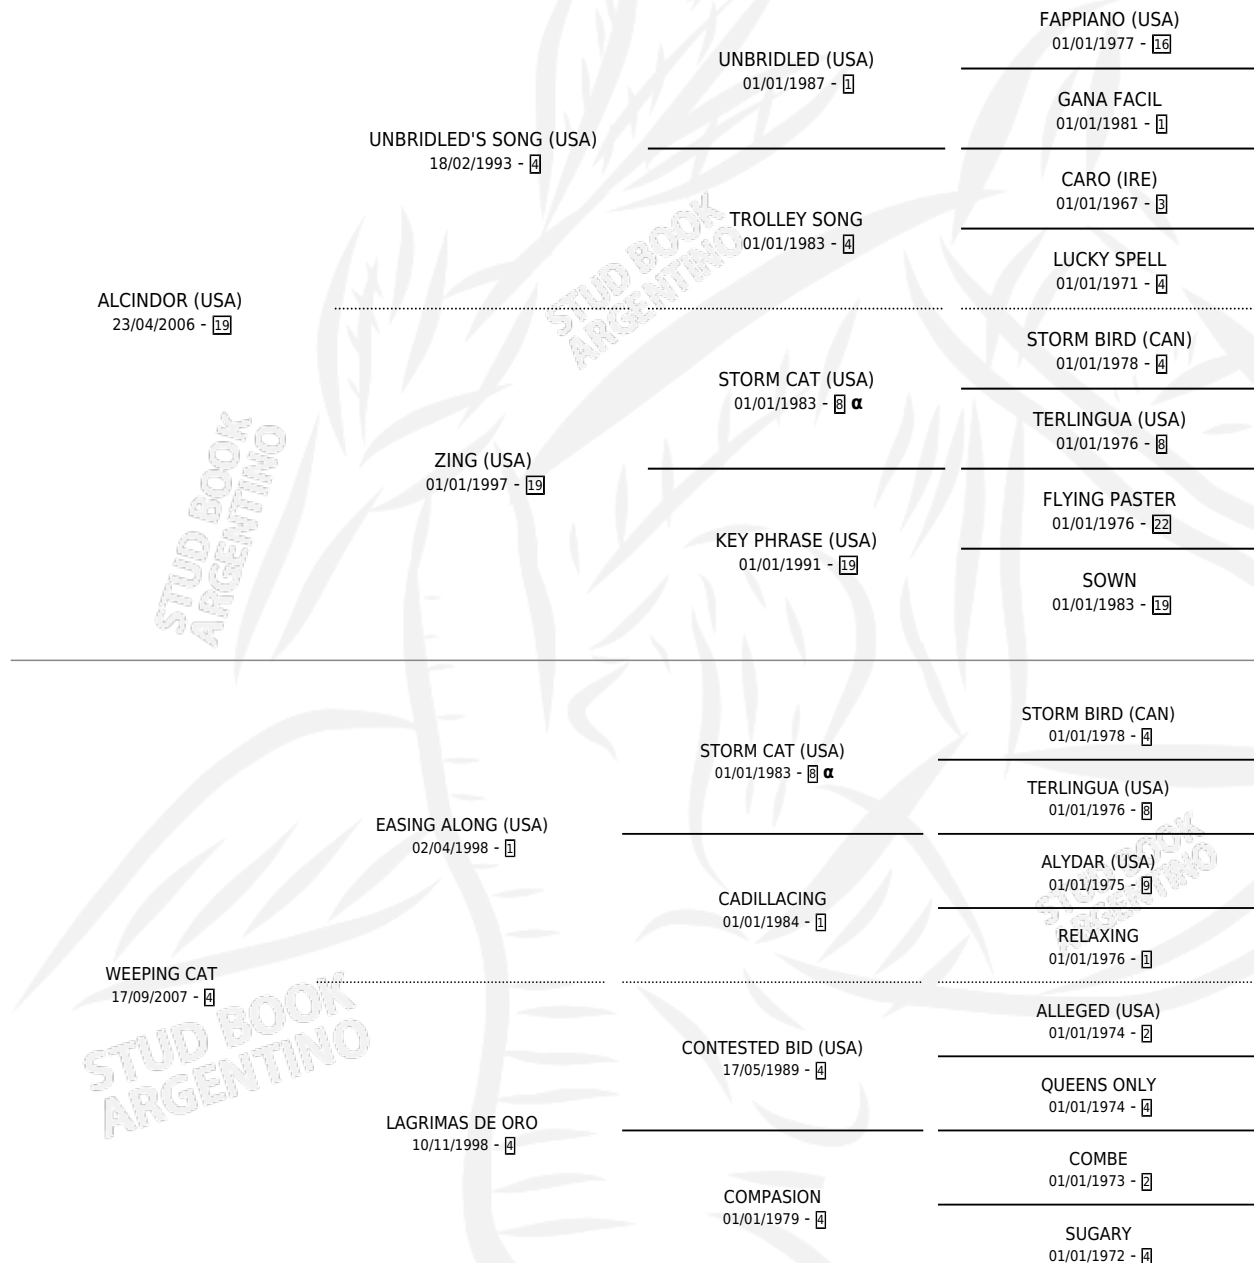 FAPPIANO (USA)
01/01/1977 - 16
UNBRIDLED (USA)
01/01/1987 - 1
GANA FACIL
01/01/1981 - 1
UNBRIDLED'S SONG (USA)
18/02/1993 - 4
CARO (IRE)
01/01/1967 - 3
TROLLEY SONG
01/01/1983 - 4
LUCKY SPELL
01/01/1971 - 4
ALCINDOR (USA)
23/04/2006 - 19
STORM BIRD (CAN)
01/01/1978 - 4
STORM CAT (USA)
01/01/1983 - 8 α
TERLINGUA (USA)
01/01/1976 - 8
ZING (USA)
01/01/1997 - 19
FLYING PASTER
01/01/1976 - 22
KEY PHRASE (USA)
01/01/1991 - 19
SOWN
01/01/1983 - 19
STORM BIRD (CAN)
01/01/1978 - 4
STORM CAT (USA)
01/01/1983 - 8 α
TERLINGUA (USA)
01/01/1976 - 8
EASING ALONG (USA)
02/04/1998 - 1
ALYDAR (USA)
01/01/1975 - 9
CADILLACING
01/01/1984 - 1
RELAXING
01/01/1976 - 1
WEEPING CAT
17/09/2007 - 4
ALLEGED (USA)
01/01/1974 - 2
CONTESTED BID (USA)
17/05/1989 - 4
QUEENS ONLY
01/01/1974 - 4
LAGRIMAS DE ORO
10/11/1998 - 4
COMBE
01/01/1973 - 2
COMPASION
01/01/1979 - 4
SUGARY
01/01/1972 - 4
STUD BOOK
ARGENTINO
STUD BOOK
ARGENTINO
STUD BOOK
ARGENTINO
STUD BOOK
ARGENTINO